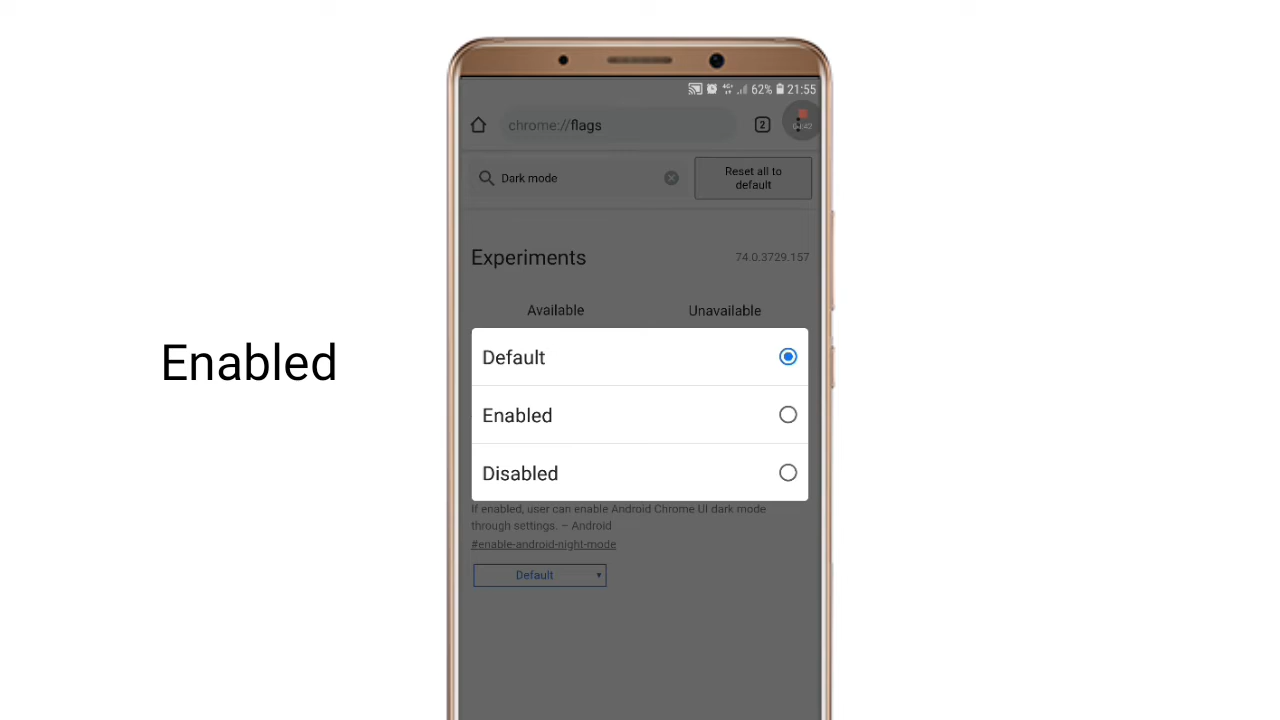 62% 21:55
chrome://flags
2
Dark mode
Reset all to
default
Experiments
74.0.3729.157
Available
Unavailable
Enabled
Default
Enabled
Disabled
If enabled, user can enable Android Chrome UI dark mode
through settings. – Android
#enable-android-night-mode
Default